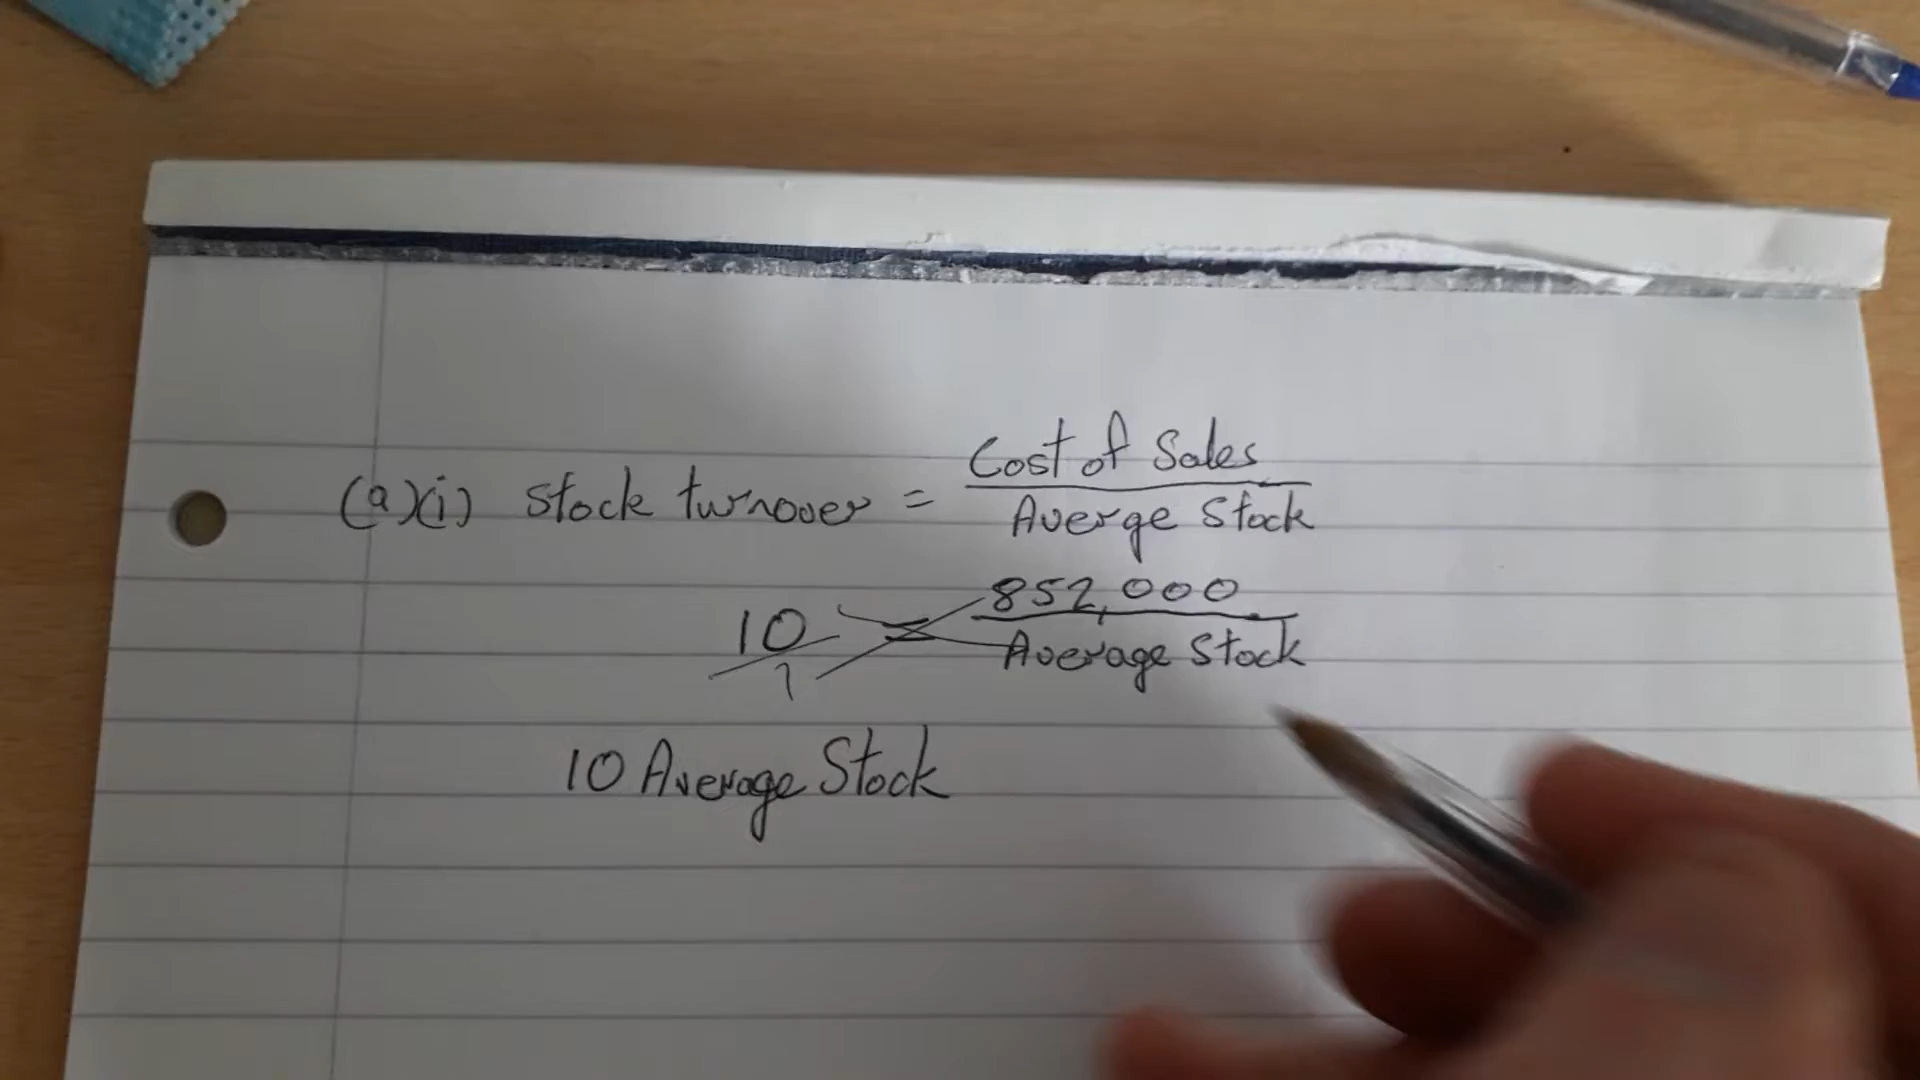 (a)(i) Stock turnover = Cost of Sales
Averge Stock
10 852,000
1 Average Stock
10 Average Stock